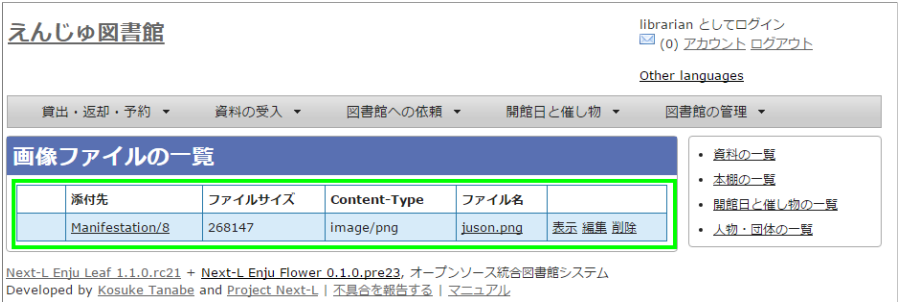 えんじゅ図書館
librarian としてログイン
(0) アカウント ログアウト
Other languages
貸出・返却・予約 ▼ 資料の受入 ▼ 図書館への依頼 ▼ 開館日と催し物 ▼ 図書館の管理 ▼
画像ファイルの一覧
添付先 ファイルサイズ Content-Type ファイル名
Manifestation/8 268147 image/png juson.png 表示 編集 削除
• 資料の一覧
• 本棚の一覧
• 開館日と催し物の一覧
• 人物・団体の一覧
Next-L Enju Leaf 1.1.0.rc21 + Next-L Enju Flower 0.1.0.pre23, オープンソース統合図書館システム
Developed by Kosuke Tanabe and Project Next-L | 不具合を報告する | マニュアル